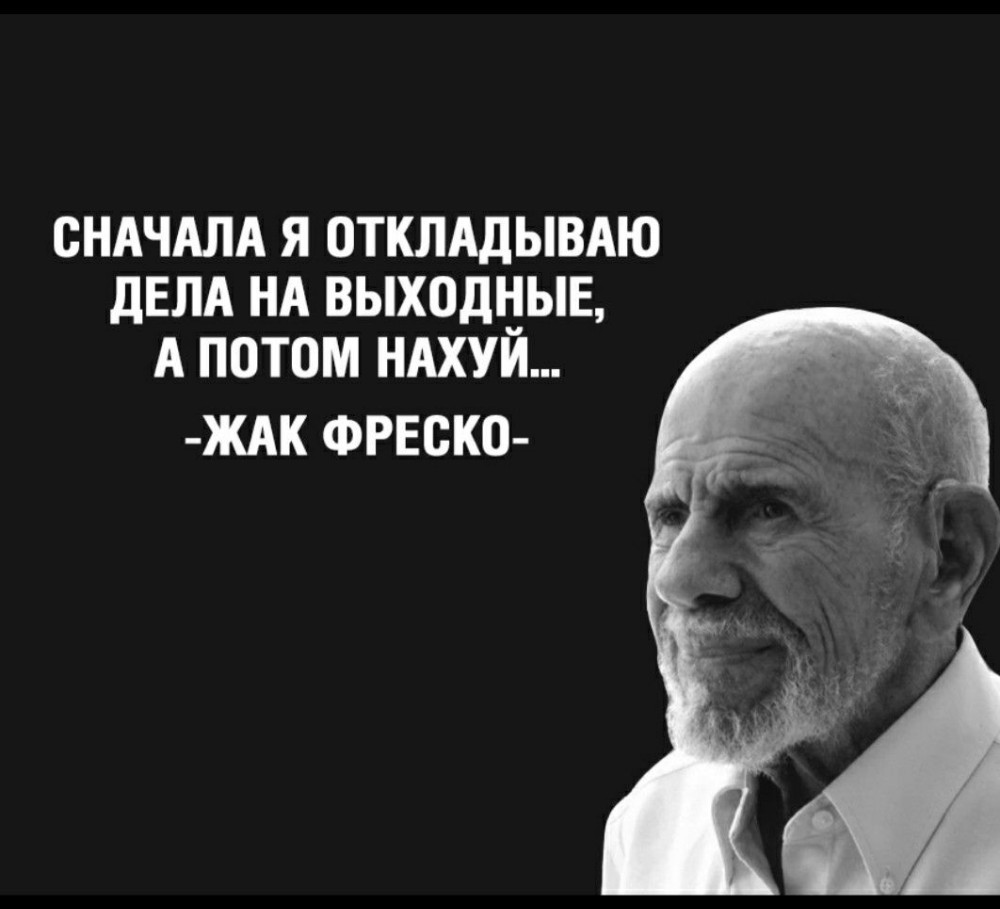 СНАЧАЛА Я ОТКЛАДЫВАЮ
ДЕЛА НА ВЫХОДНЫЕ,
А ПОТОМ НАХУЙ...
-ЖАК ФРЕСКО-